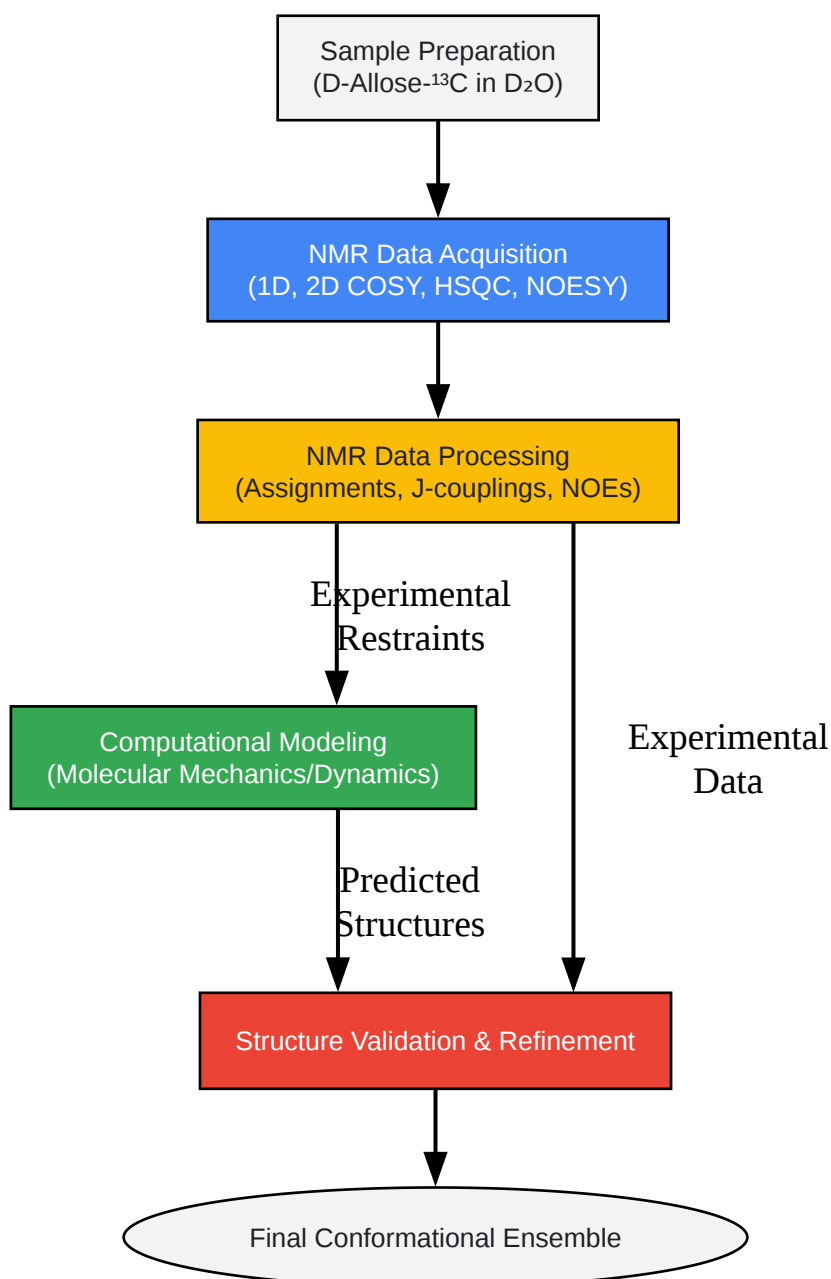 Sample Preparation
(D-Allose-¹³C in D₂O)
NMR Data Acquisition
(1D, 2D COSY, HSQC, NOESY)
NMR Data Processing
(Assignments, J-couplings, NOEs)
Experimental
Restraints
Computational Modeling
(Molecular Mechanics/Dynamics)
Experimental
Data
Predicted
Structures
Structure Validation & Refinement
Final Conformational Ensemble